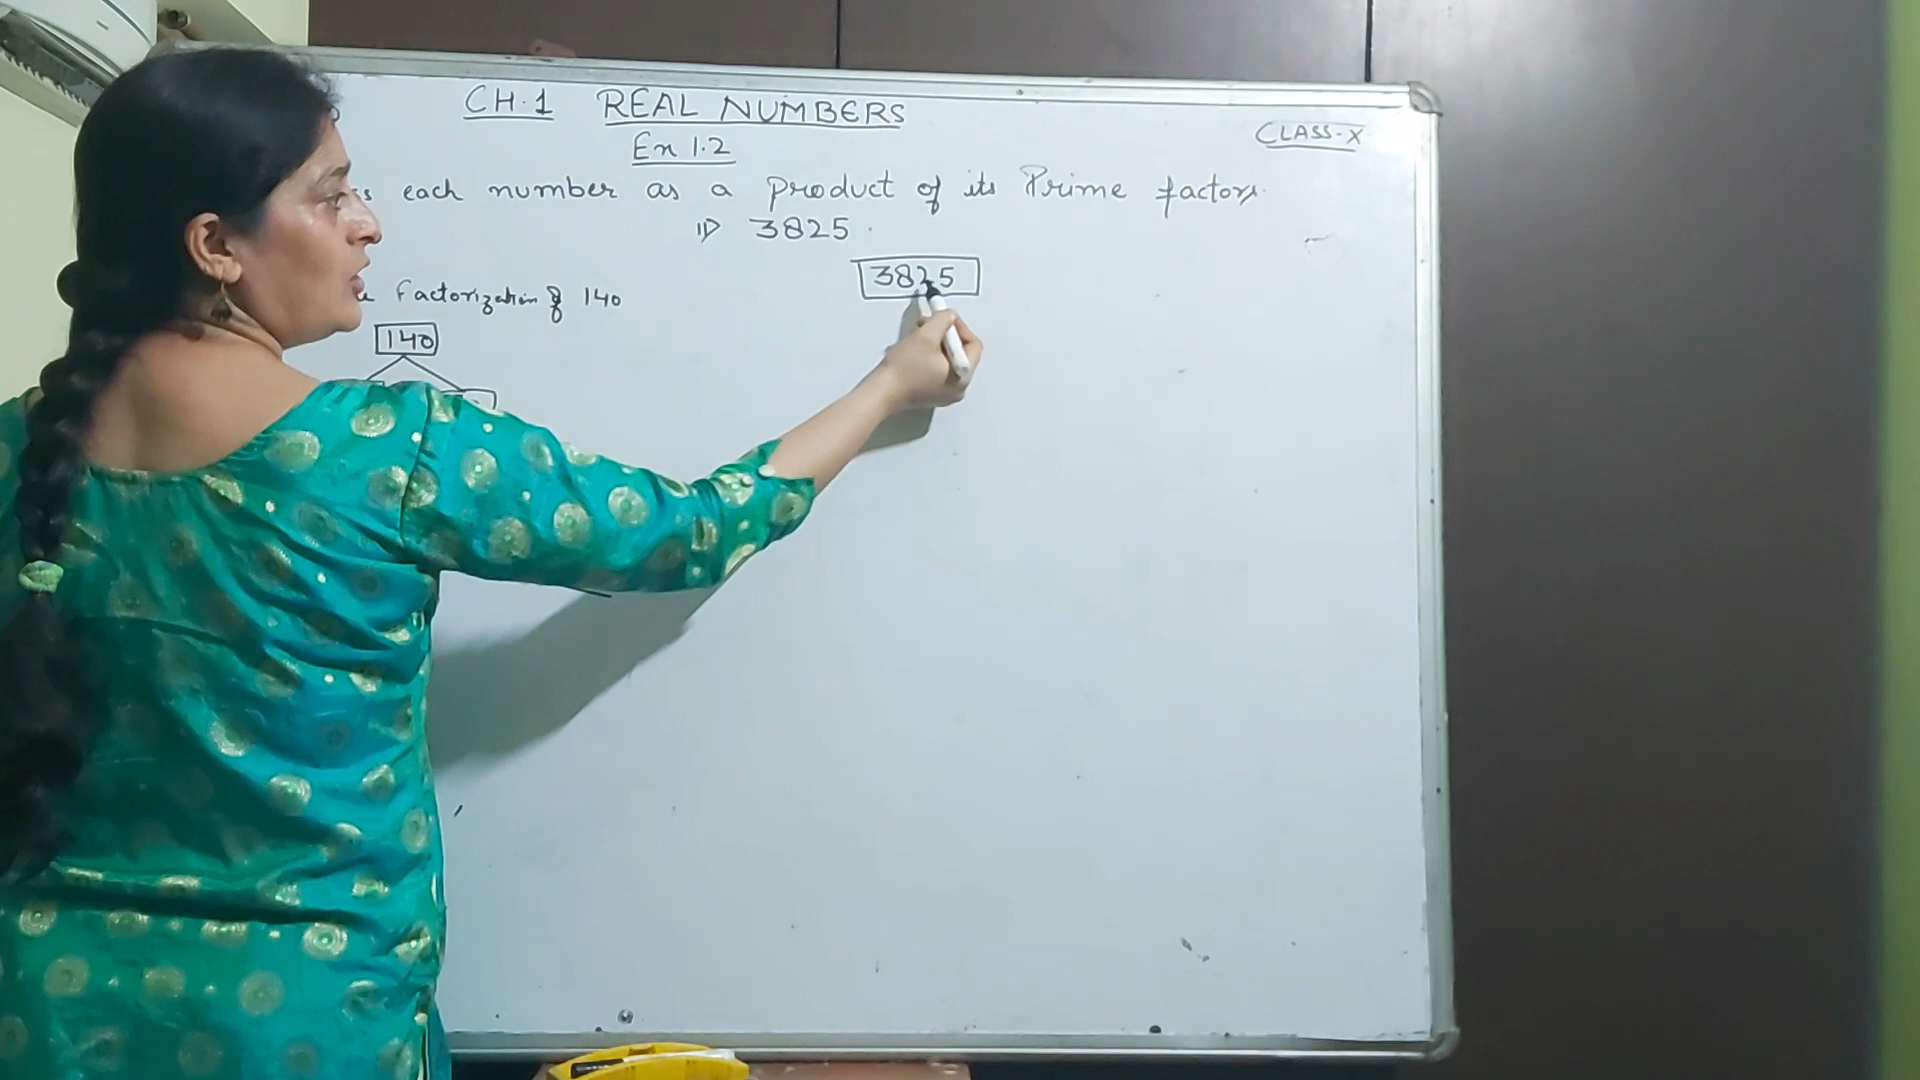 CH.1 REAL NUMBERS
Ex 1.2
CLASS-X
each number as a product of its Prime factors.
3825
3825
Factorization of 140
140